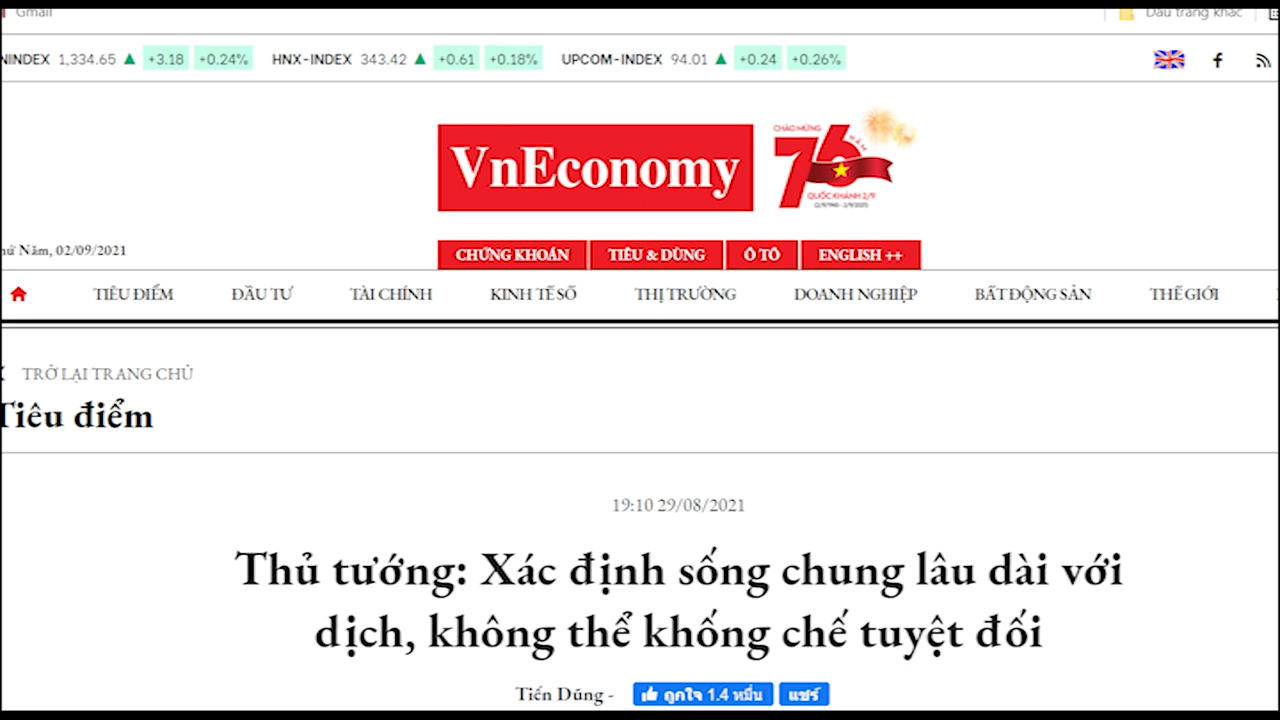 Gmail
Dấu trang khác
NINDEX 1,334.65 +3.18 +0.24% HNX-INDEX 343.42 +0.61 +0.18% UPCOM-INDEX 94.01 +0.24 +0.26%
VnEconomy
CHÀO MỪNG
76
NĂM
QUỐC KHÁNH 2/9
Năm, 02/09/2021
CHỨNG KHOÁN TIÊU & DÙNG Ô TÔ ENGLISH ++
TIÊU ĐIỂM ĐẦU TƯ TÀI CHÍNH KINH TẾ SỐ THỊ TRƯỜNG DOANH NGHIỆP BẤT ĐỘNG SẢN THẾ GIỚI
TRỞ LẠI TRANG CHỦ
Tiêu điểm
19:10 29/08/2021
Thủ tướng: Xác định sống chung lâu dài với
dịch, không thể khống chế tuyệt đối
Tiến Dũng - ถูกใจ 1.4 หมื่น แชร์